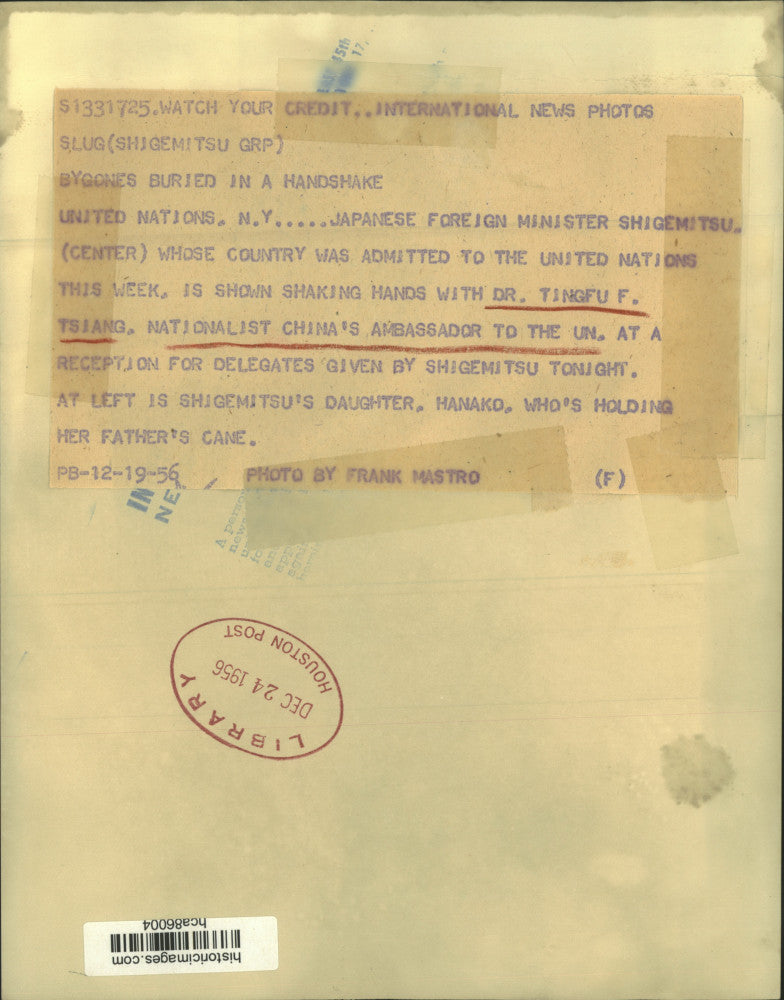 S1331725.WATCH YOUR CREDIT..INTERNATIONAL NEWS PHOTOS
SLUG(SHIGEMITSU GRP)
BYGONES BURIED IN A HANDSHAKE
UNITED NATIONS, N.Y.....JAPANESE FOREIGN MINISTER SHIGEMITSU,
(CENTER) WHOSE COUNTRY WAS ADMITTED TO THE UNITED NATIONS
THIS WEEK, IS SHOWN SHAKING HANDS WITH DR. TINGFU F.
TSIANG, NATIONALIST CHINA'S AMBASSADOR TO THE UN, AT A
RECEPTION FOR DELEGATES GIVEN BY SHIGEMITSU TONIGHT.
AT LEFT IS SHIGEMITSU'S DAUGHTER, HANAKO, WHO'S HOLDING
HER FATHER'S CANE.
PB-12-19-56 PHOTO BY FRANK MASTRO (F)
LIBRARY
DEC 24 1956
HOUSTON POST
historicimages.com
hca86004